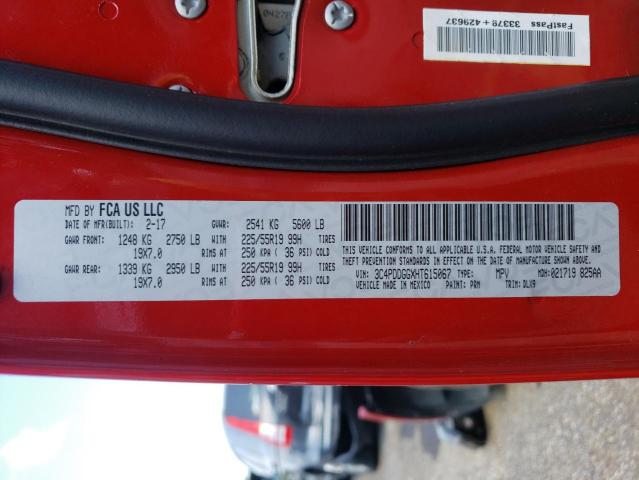 FastPass
33378 + 429637
MFD BY FCA US LLC
DATE OF MFR(BUILT): 2-17 GVWR: 2541 KG 5600 LB
GAWR FRONT: 1248 KG 2750 LB WITH 225/55R19 99H TIRES
19X7.0 RIMS AT 250 KPA ( 36 PSI) COLD
GAWR REAR: 1339 KG 2950 LB WITH 225/55R19 99H TIRES
19X7.0 RIMS AT 250 KPA ( 36 PSI) COLD
THIS VEHICLE CONFORMS TO ALL APPLICABLE U.S.A. FEDERAL MOTOR VEHICLE SAFETY,
BUMPER, AND THEFT PREVENTION STANDARDS IN EFFECT ON THE
DATE OF MANUFACTURE SHOWN ABOVE.
VIN: 3C4PDDGGXHT615067 TYPE: MPV MDH: 021719 025AA
VEHICLE MADE IN MEXICO PAINT: PRM TRIM: DLX9